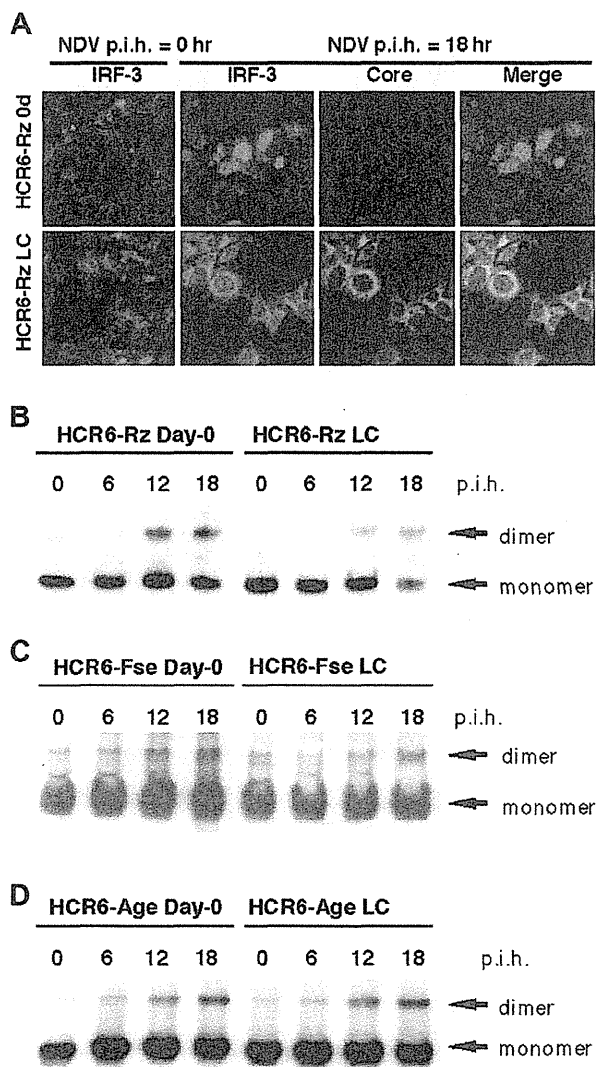 A
NDV p.i.h. = 0 hr NDV p.i.h. = 18 hr
IRF-3 IRF-3 Core Merge
HCR6-Rz 0d
HCR6-Rz LC
B
HCR6-Rz Day-0 HCR6-Rz LC
0 6 12 18 0 6 12 18 p.i.h.
dimer
monomer
C
HCR6-Fse Day-0 HCR6-Fse LC
0 6 12 18 0 6 12 18 p.i.h.
dimer
monomer
D
HCR6-Age Day-0 HCR6-Age LC
0 6 12 18 0 6 12 18 p.i.h.
dimer
monomer